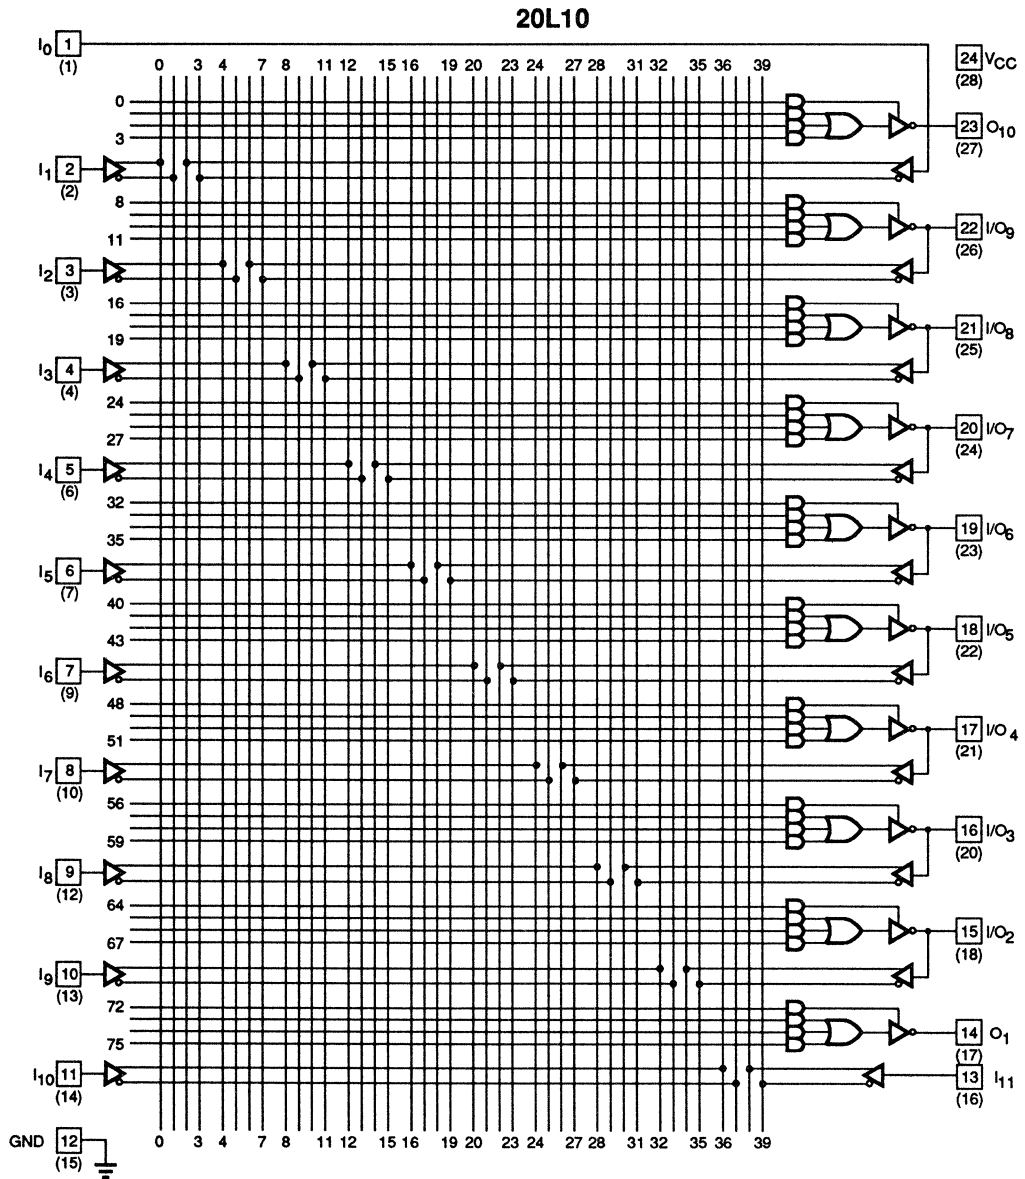 20L10
I0 1 (1)
24 VCC (28)
0 3 4 7 8 11 12 15 16 19 20 23 24 27 28 31 32 35 36 39
0
3
23 O10 (27)
I1 2 (2)
8
11
22 I/O9 (26)
I2 3 (3)
16
19
21 I/O8 (25)
I3 4 (4)
24
27
20 I/O7 (24)
I4 5 (6)
32
35
19 I/O6 (23)
I5 6 (7)
40
43
18 I/O5 (22)
I6 7 (9)
48
51
17 I/O4 (21)
I7 8 (10)
56
59
16 I/O3 (20)
I8 9 (12)
64
67
15 I/O2 (18)
I9 10 (13)
72
75
14 O1 (17)
I10 11 (14)
13 I11 (16)
GND 12 (15)
0 3 4 7 8 11 12 15 16 19 20 23 24 27 28 31 32 35 36 39